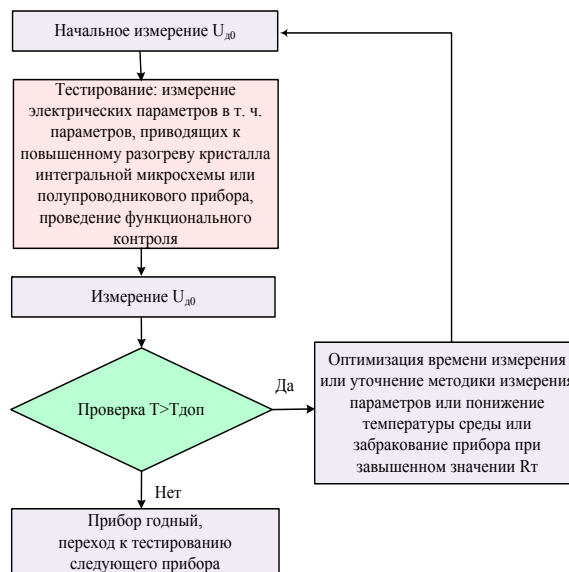 Начальное измерение Uд0
Тестирование: измерение
электрических параметров в т. ч.
параметров, приводящих к
повышенному разогреву кристалла
интегральной микросхемы или
полупроводникового прибора,
проведение функционального
контроля
Измерение Uд0
Проверка T>Tдоп
Да
Оптимизация времени измерения
или уточнение методики измерения
параметров или понижение
температуры среды или
забракование прибора при
завышенном значении Rт
Нет
Прибор годный,
переход к тестированию
следующего прибора